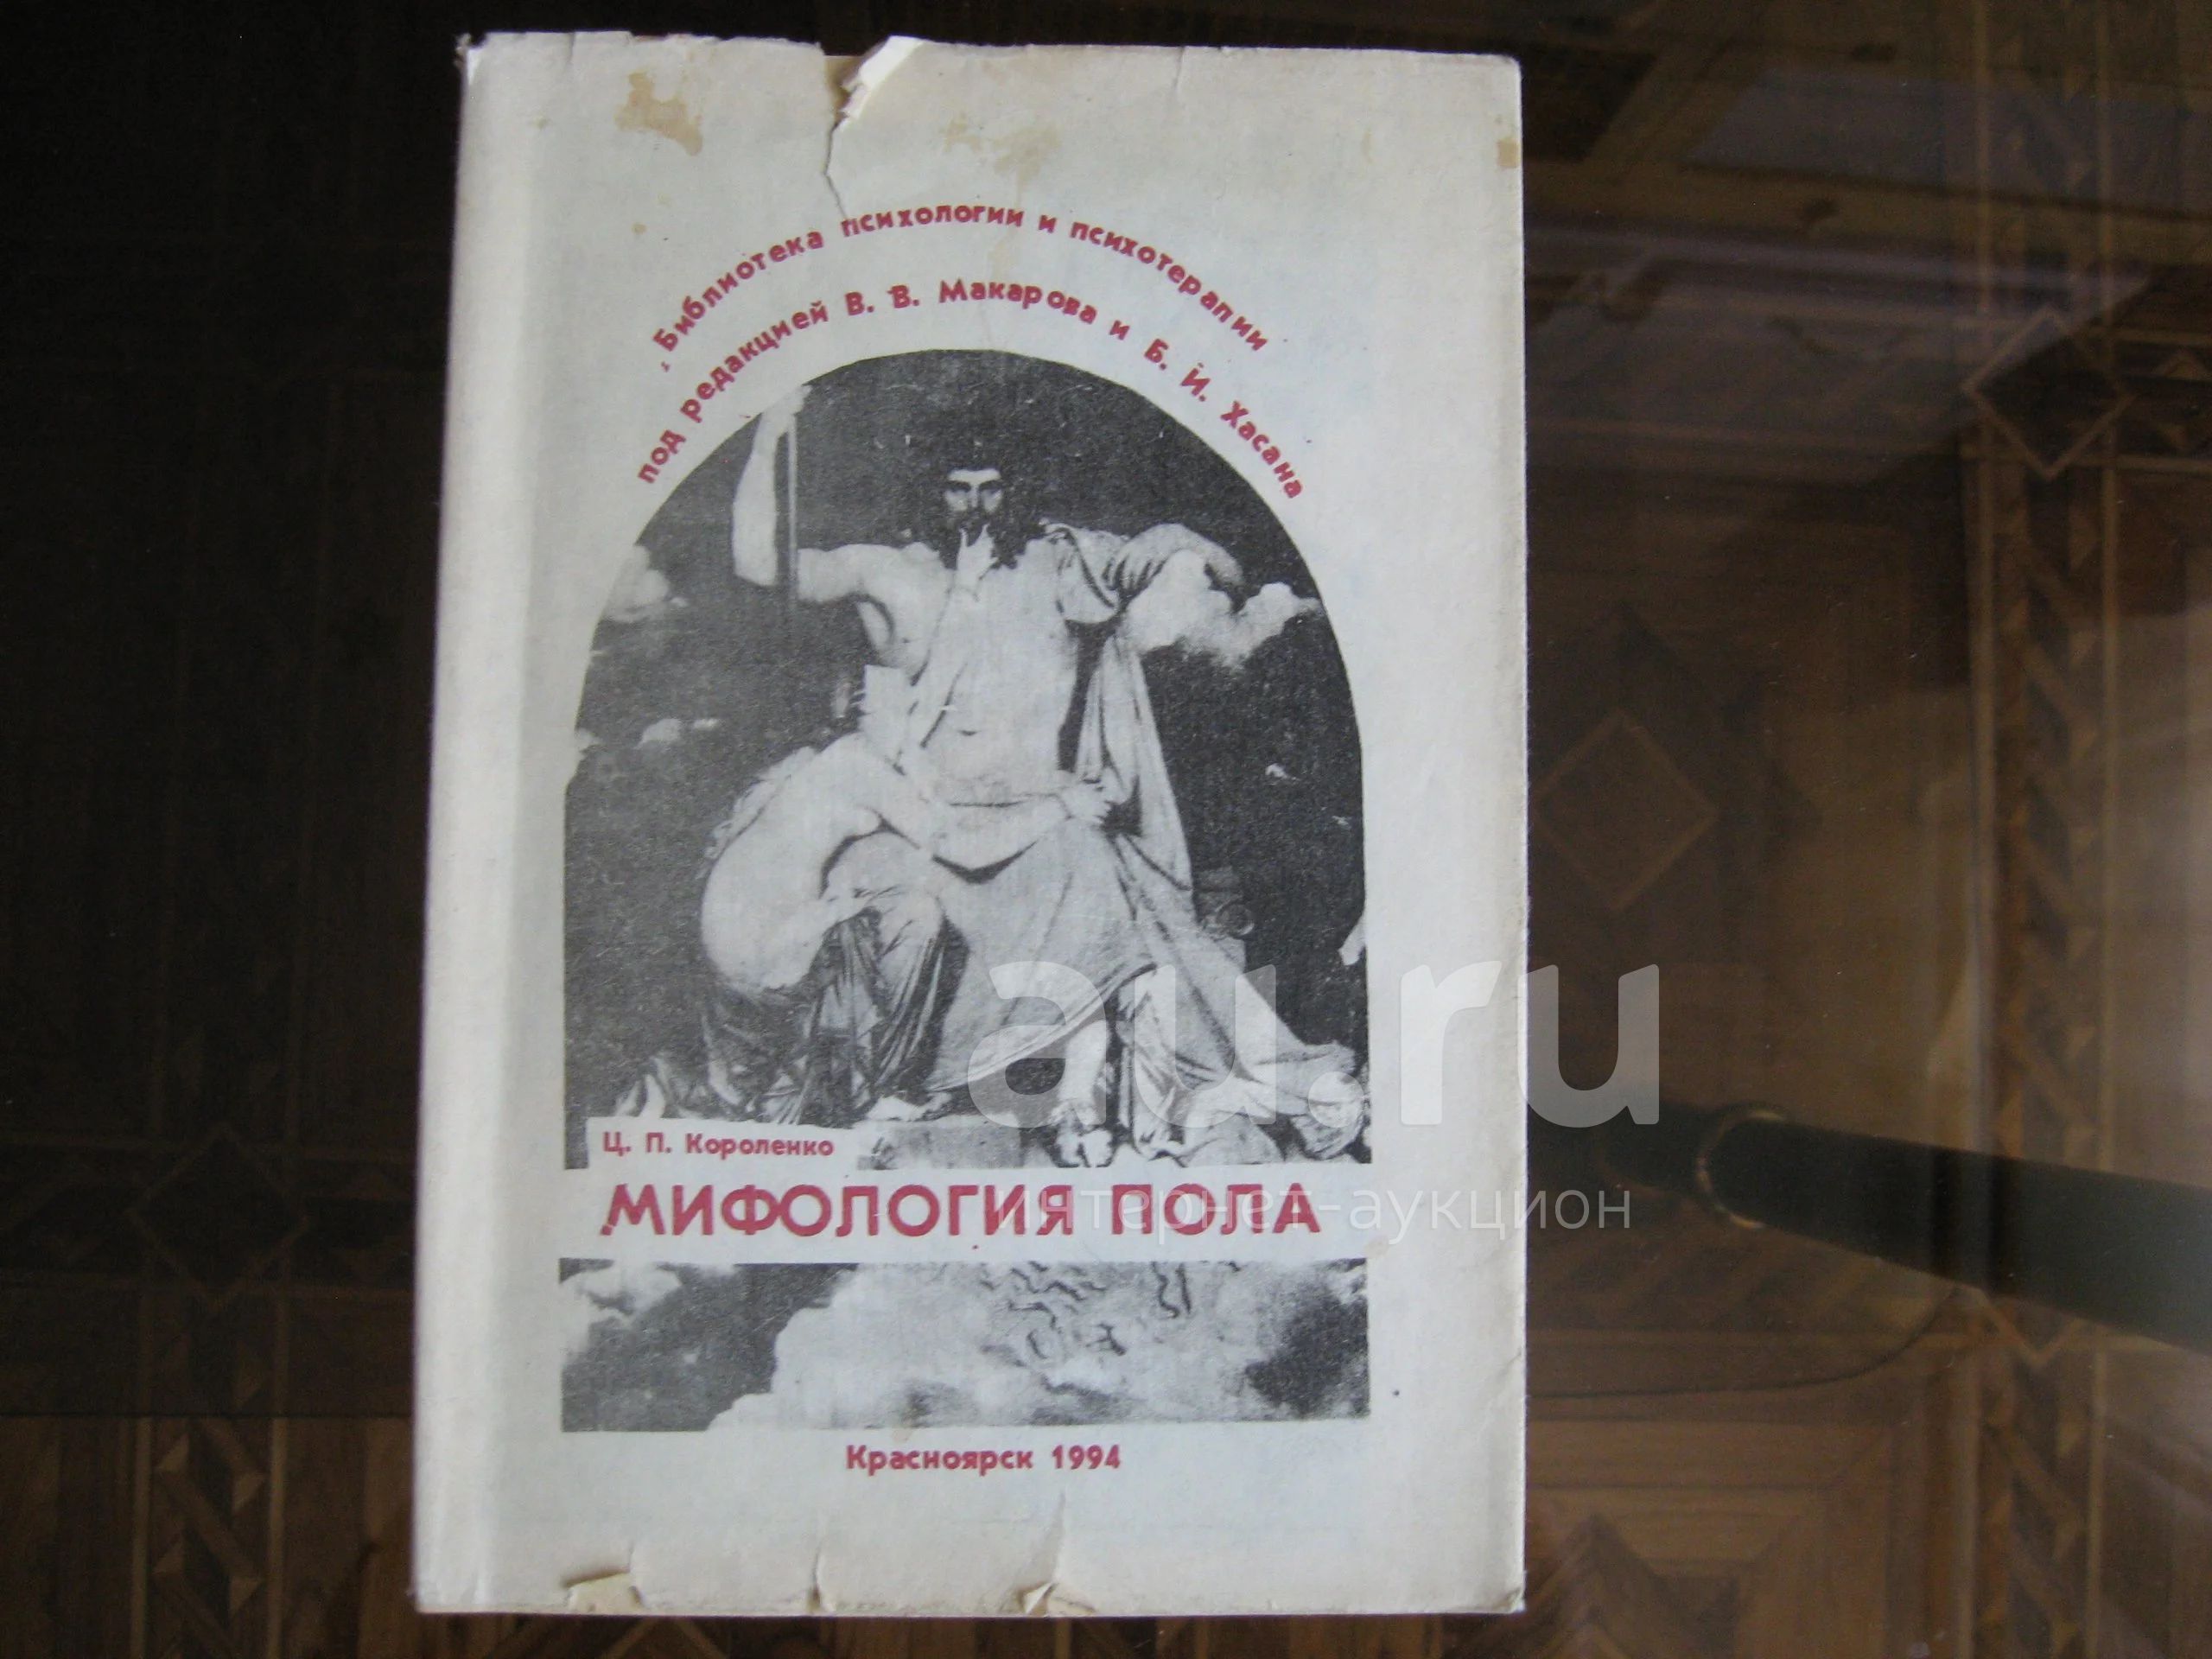 Библиотека психологии и психотерапии
под редакцией В. В. Макарова и Б. И. Хасана
Ц. П. Короленко
МИФОЛОГИЯ ПОЛА
Красноярск 1994
au.ru
интернет-аукцион